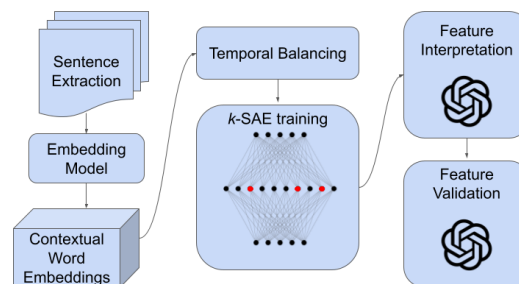 Sentence
Extraction
Embedding
Model
Contextual
Word
Embeddings
Temporal Balancing
k-SAE training
Feature
Interpretation
Feature
Validation